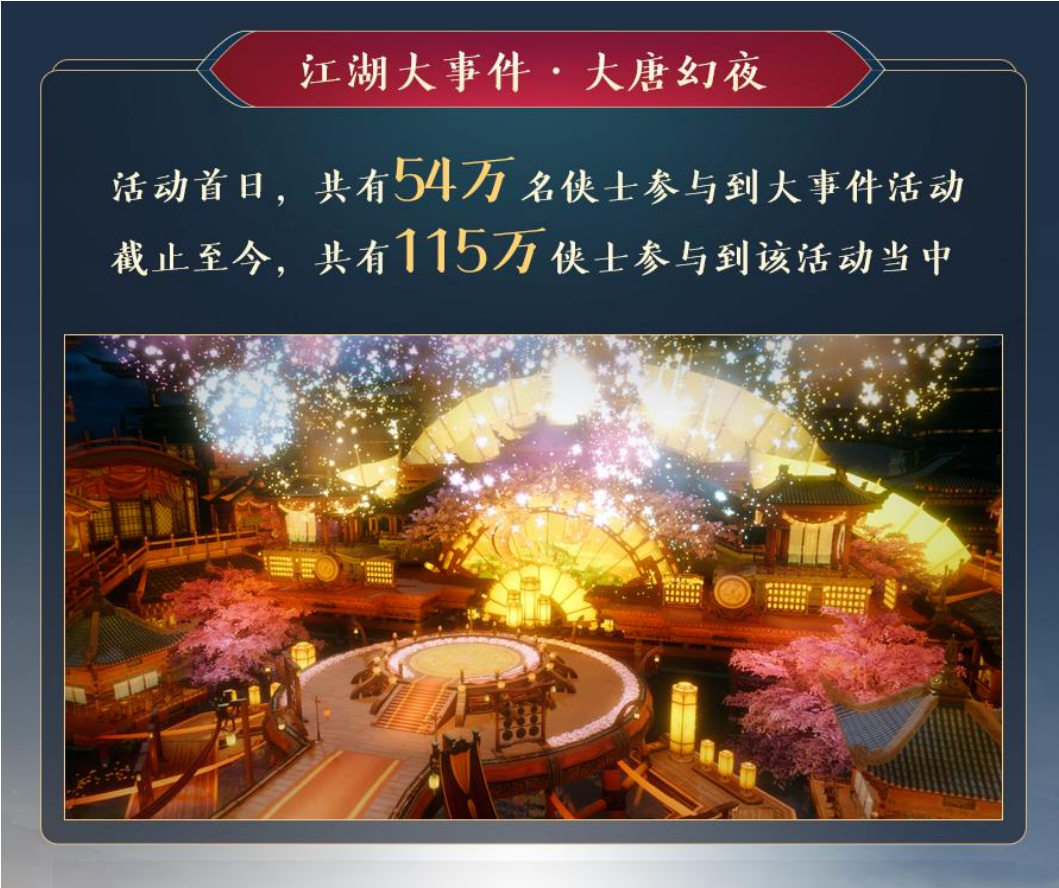 江湖大事件·大唐幻夜
活动首日，共有54万名侠士参与到大事件活动
截止至今，共有115万侠士参与到该活动当中